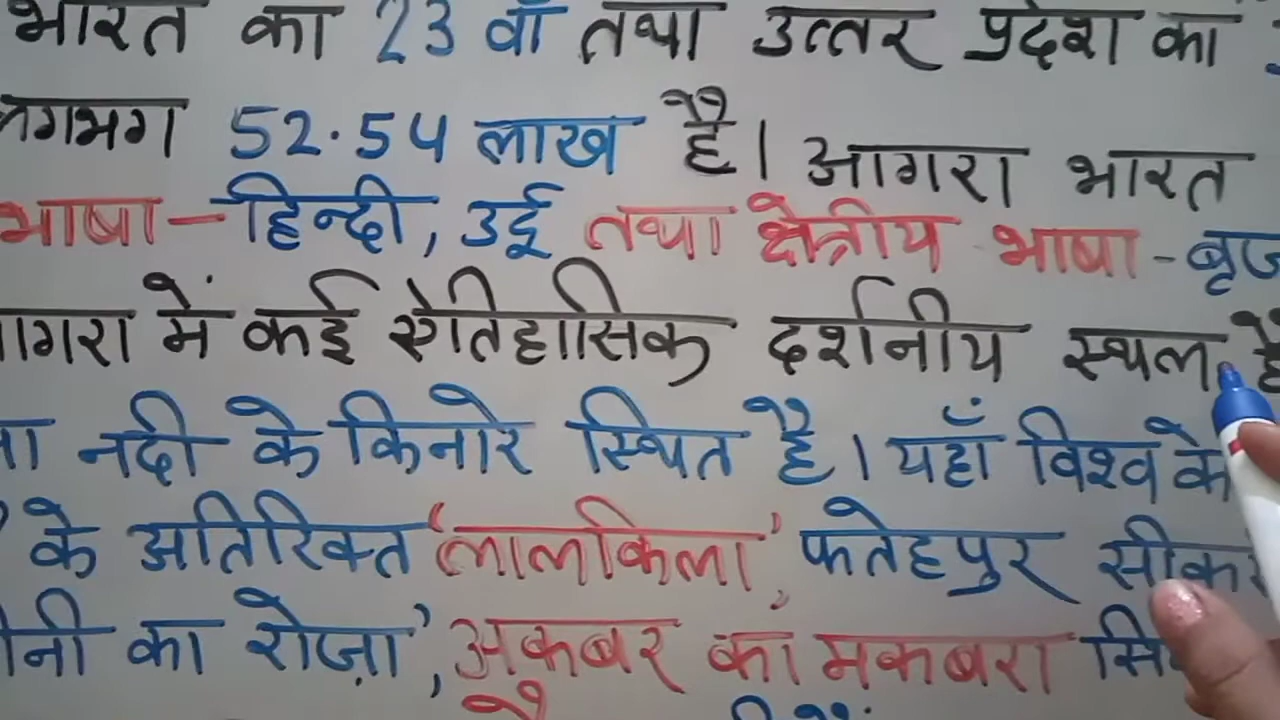 भारत का 23 वाँ तथा उत्तर प्रदेश का
लगभग 52.54 लाख है। आगरा भारत
भाषा - हिन्दी, उर्दू तथा क्षेत्रीय भाषा - बृज
आगरा में कई ऐतिहासिक दर्शनीय स्थल है
नदी के किनारे स्थित है। यहाँ विश्व के
के अतिरिक्त 'लालकिला', फतेहपुर सीकर
का रोज़ा', अकबर का मकबरा